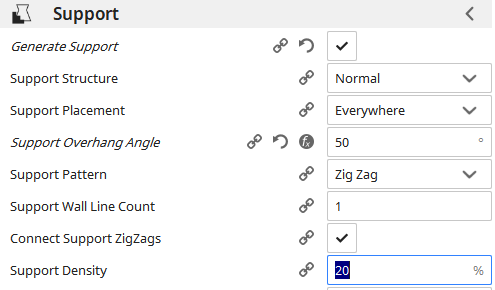 Support
Generate Support
Support Structure Normal
Support Placement Everywhere
Support Overhang Angle fx 50 °
Support Pattern Zig Zag
Support Wall Line Count 1
Connect Support ZigZags
Support Density 20 %